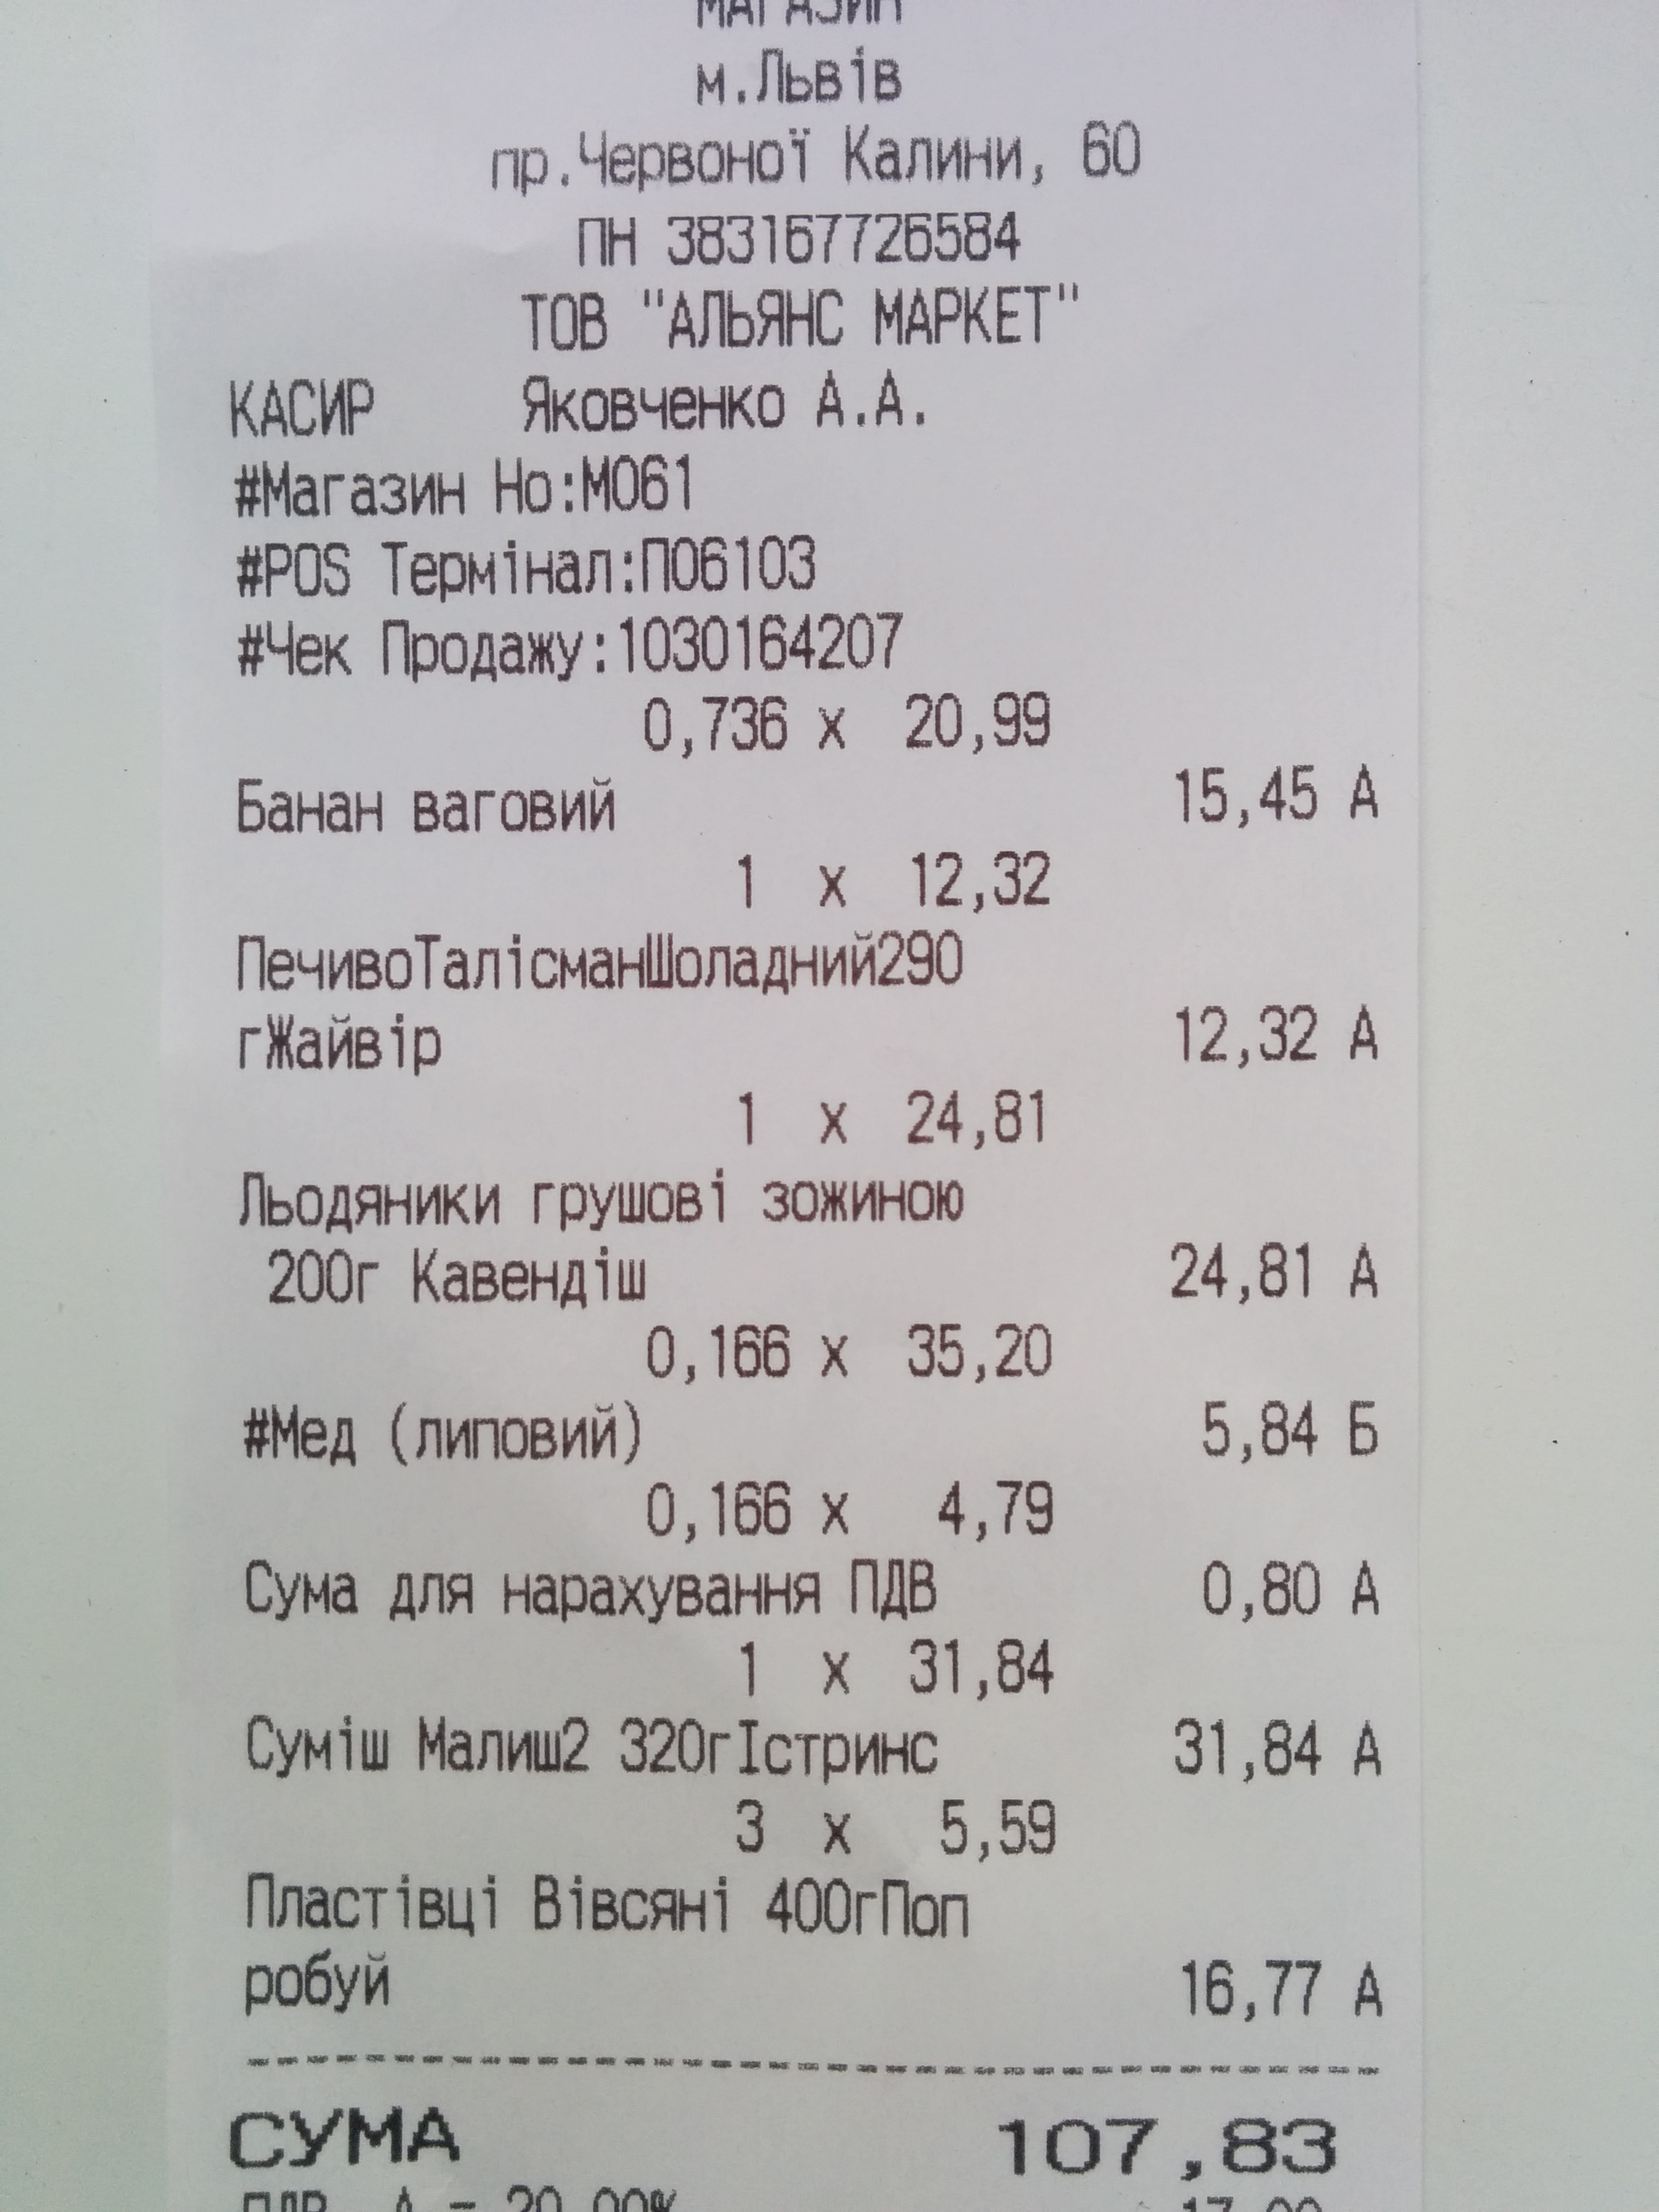 МАГАЗИН
м.Львів
пр.Червоної Калини, 60
ПН 383167726584
ТОВ "АЛЬЯНС МАРКЕТ"
КАСИР Яковченко А.А.
#Магазин Но:М061
#POS Термінал:П06103
#Чек Продажу:1030164207
0,736 x 20,99
Банан ваговий 15,45 А
1 x 12,32
ПечивоТалісманШоладний290
гЖайвір 12,32 А
1 x 24,81
Льодяники грушові зожиною
200г Кавендіш 24,81 А
0,166 x 35,20
#Мед (липовий) 5,84 Б
0,166 x 4,79
Сума для нарахування ПДВ 0,80 А
1 x 31,84
Суміш Малиш2 320гІстринс 31,84 А
3 x 5,59
Пластівці Вівсяні 400гПоп
робуй 16,77 А
СУМА 107,83
ПДВ А = 20,00%